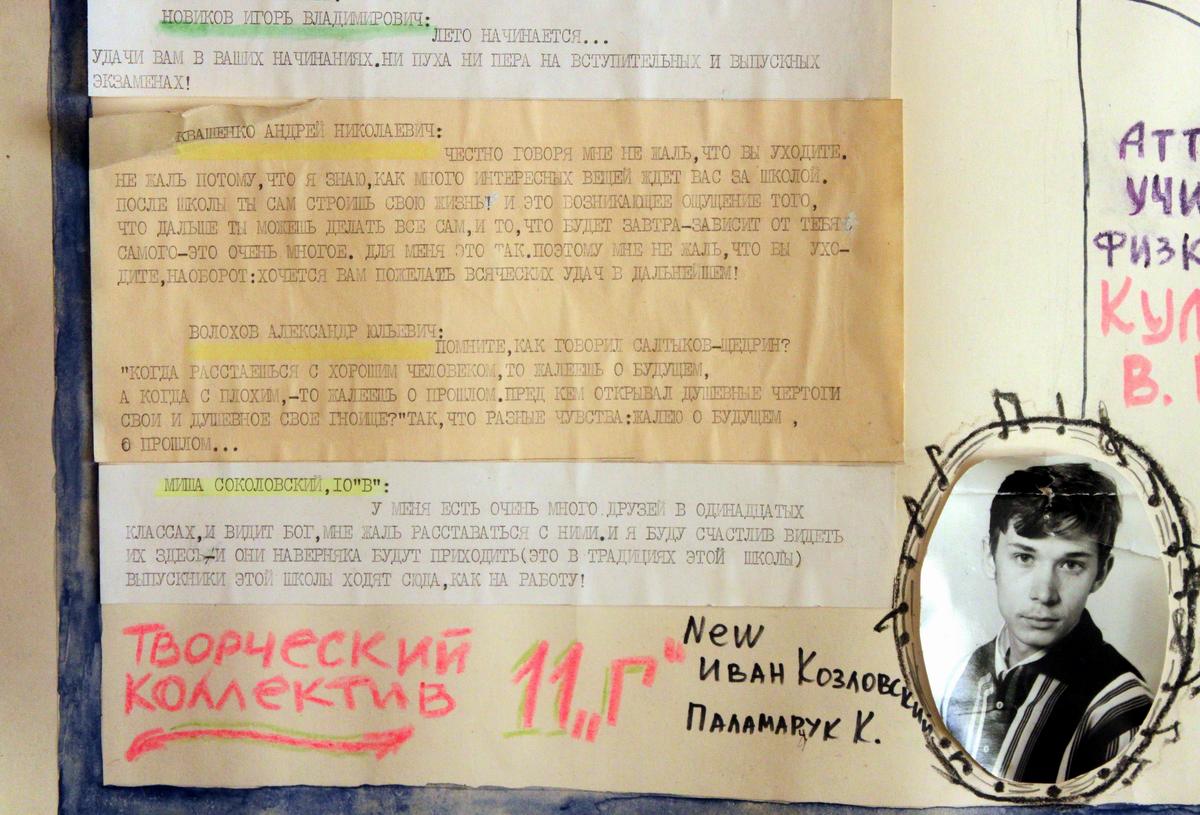 НОВИКОВ ИГОРЬ ВЛАДИМИРОВИЧ:
ЛЕТО НАЧИНАЕТСЯ...
УДАЧИ ВАМ В ВАШИХ НАЧИНАНИЯХ.НИ ПУХА НИ ПЕРА НА ВСТУПИТЕЛЬНЫХ И ВЫПУСКНЫХ
ЭКЗАМЕНАХ!
КВАШЕНКО АНДРЕЙ НИКОЛАЕВИЧ:
ЧЕСТНО ГОВОРЯ МНЕ НЕ ЖАЛЬ,ЧТО ВЫ УХОДИТЕ.
НЕ ЖАЛЬ ПОТОМУ,ЧТО Я ЗНАЮ,КАК МНОГО ИНТЕРЕСНЫХ ВЕЩЕЙ ЖДЕТ ВАС ЗА ШКОЛОЙ.
ПОСЛЕ ШКОЛЫ ТЫ САМ СТРОИШЬ СВОЮ ЖИЗНЬ! И ЭТО ВОЗНИКАЮЩЕЕ ОЩУЩЕНИЕ ТОГО,
ЧТО ДАЛЬШЕ ТЫ МОЖЕШЬ ДЕЛАТЬ ВСЕ САМ,И ТО,ЧТО БУДЕТ ЗАВТРА-ЗАВИСИТ ОТ ТЕБЯ
САМОГО-ЭТО ОЧЕНЬ МНОГОЕ. ДЛЯ МЕНЯ ЭТО ТАК.ПОЭТОМУ МНЕ НЕ ЖАЛЬ,ЧТО ВЫ УХО-
ДИТЕ,НАОБОРОТ:ХОЧЕТСЯ ВАМ ПОЖЕЛАТЬ ВСЯЧЕСКИХ УДАЧ В ДАЛЬНЕЙШЕМ!
ВОЛОХОВ АЛЕКСАНДР ЮЛЬЕВИЧ:
ПОМНИТЕ,КАК ГОВОРИЛ САЛТЫКОВ-ЩЕДРИН?
"КОГДА РАССТАЕШЬСЯ С ХОРОШИМ ЧЕЛОВЕКОМ,ТО ЖАЛЕЕШЬ О БУДУЩЕМ,
А КОГДА С ПЛОХИМ,-ТО ЖАЛЕЕШЬ О ПРОШЛОМ.ПРЕД КЕМ ОТКРЫВАЛ ДУШЕВНЫЕ ЧЕРТОГИ
СВОИ И ДУШЕВНОЕ СВОЕ ГНОИЩЕ?"ТАК,ЧТО РАЗНЫЕ ЧУВСТВА:ЖАЛЕЮ О БУДУЩЕМ ,
О ПРОШЛОМ...
МИША СОКОЛОВСКИЙ,10"В":
У МЕНЯ ЕСТЬ ОЧЕНЬ МНОГО ДРУЗЕЙ В ОДИНАДЦАТЫХ
КЛАССАХ,И ВИДИТ БОГ,МНЕ ЖАЛЬ РАССТАВАТЬСЯ С НИМИ.И Я БУДУ СЧАСТЛИВ ВИДЕТЬ
ИХ ЗДЕСЬ-И ОНИ НАВЕРНЯКА БУДУТ ПРИХОДИТЬ(ЭТО В ТРАДИЦИЯХ ЭТОЙ ШКОЛЫ)
ВЫПУСКНИКИ ЭТОЙ ШКОЛЫ ХОДЯТ СЮДА,КАК НА РАБОТУ!
ТВОРЧЕСКИЙ
КОЛЛЕКТИВ
11„Г"
New
ИВАН КОЗЛОВСКИЙ
ПАЛАМАРУК К.
АТТ
УЧИ
ФИЗК
КУЛ
В.